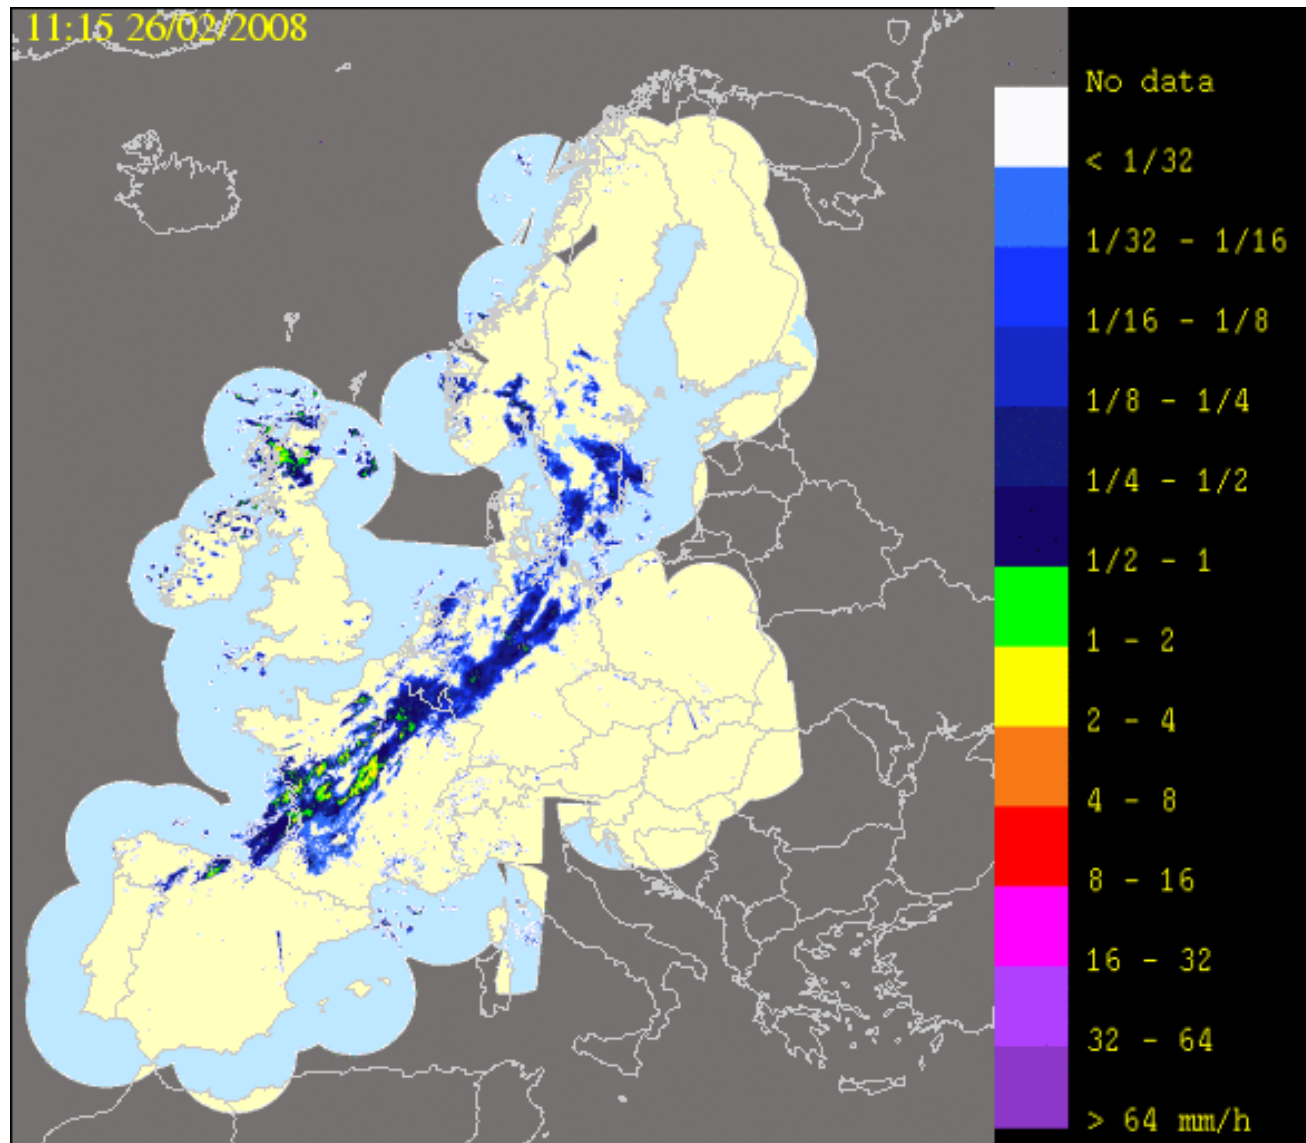 11:15 26/02/2008
No data
< 1/32
1/32 - 1/16
1/16 - 1/8
1/8 - 1/4
1/4 - 1/2
1/2 - 1
1 - 2
2 - 4
4 - 8
8 - 16
16 - 32
32 - 64
> 64 mm/h